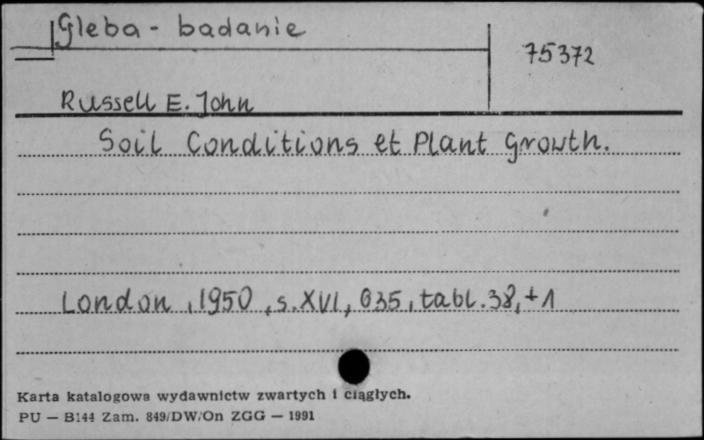 Gleba - badanie
75372
Russell E. John
Soil Conditions et Plant Growth.
London, 1950, s. XVI, 635, tabl. 38, + 1
Karta katalogowa wydawnictw zwartych i ciągłych.
PU — B144 Zam. 849/DW/On ZGG — 1991